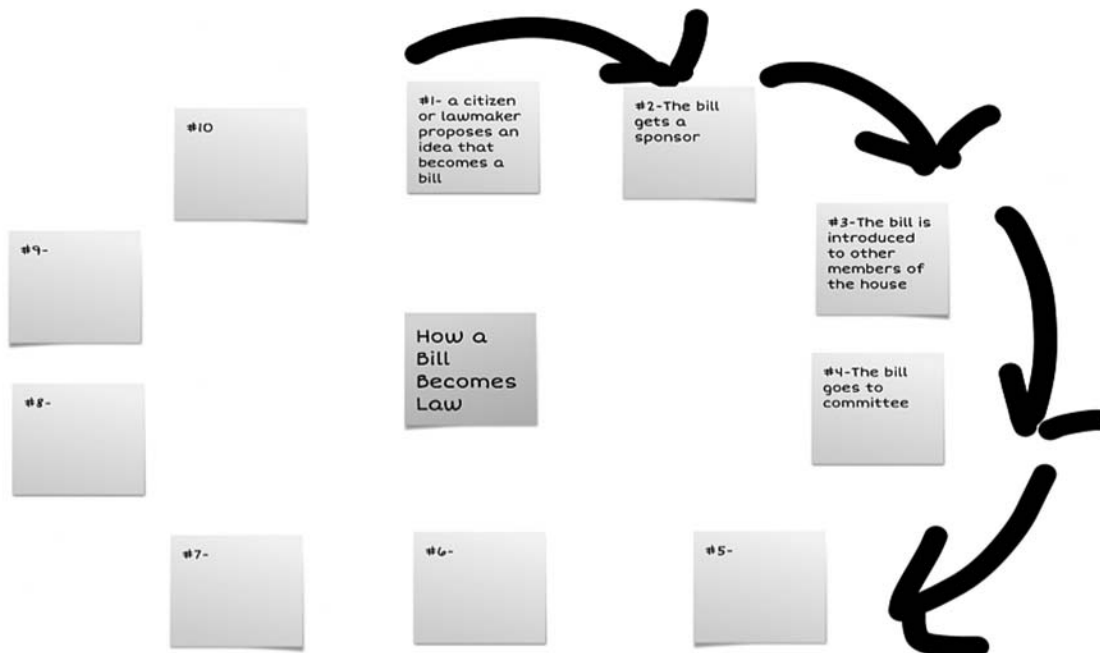 #1- a citizen
or lawmaker
proposes an
idea that
becomes a
bill
#2-The bill
gets a
sponsor
#3-The bill is
introduced
to other
members of
the house
#4-The bill
goes to
committee
#5-
#6-
#7-
#8-
#9-
#10
How a
Bill
Becomes
Law